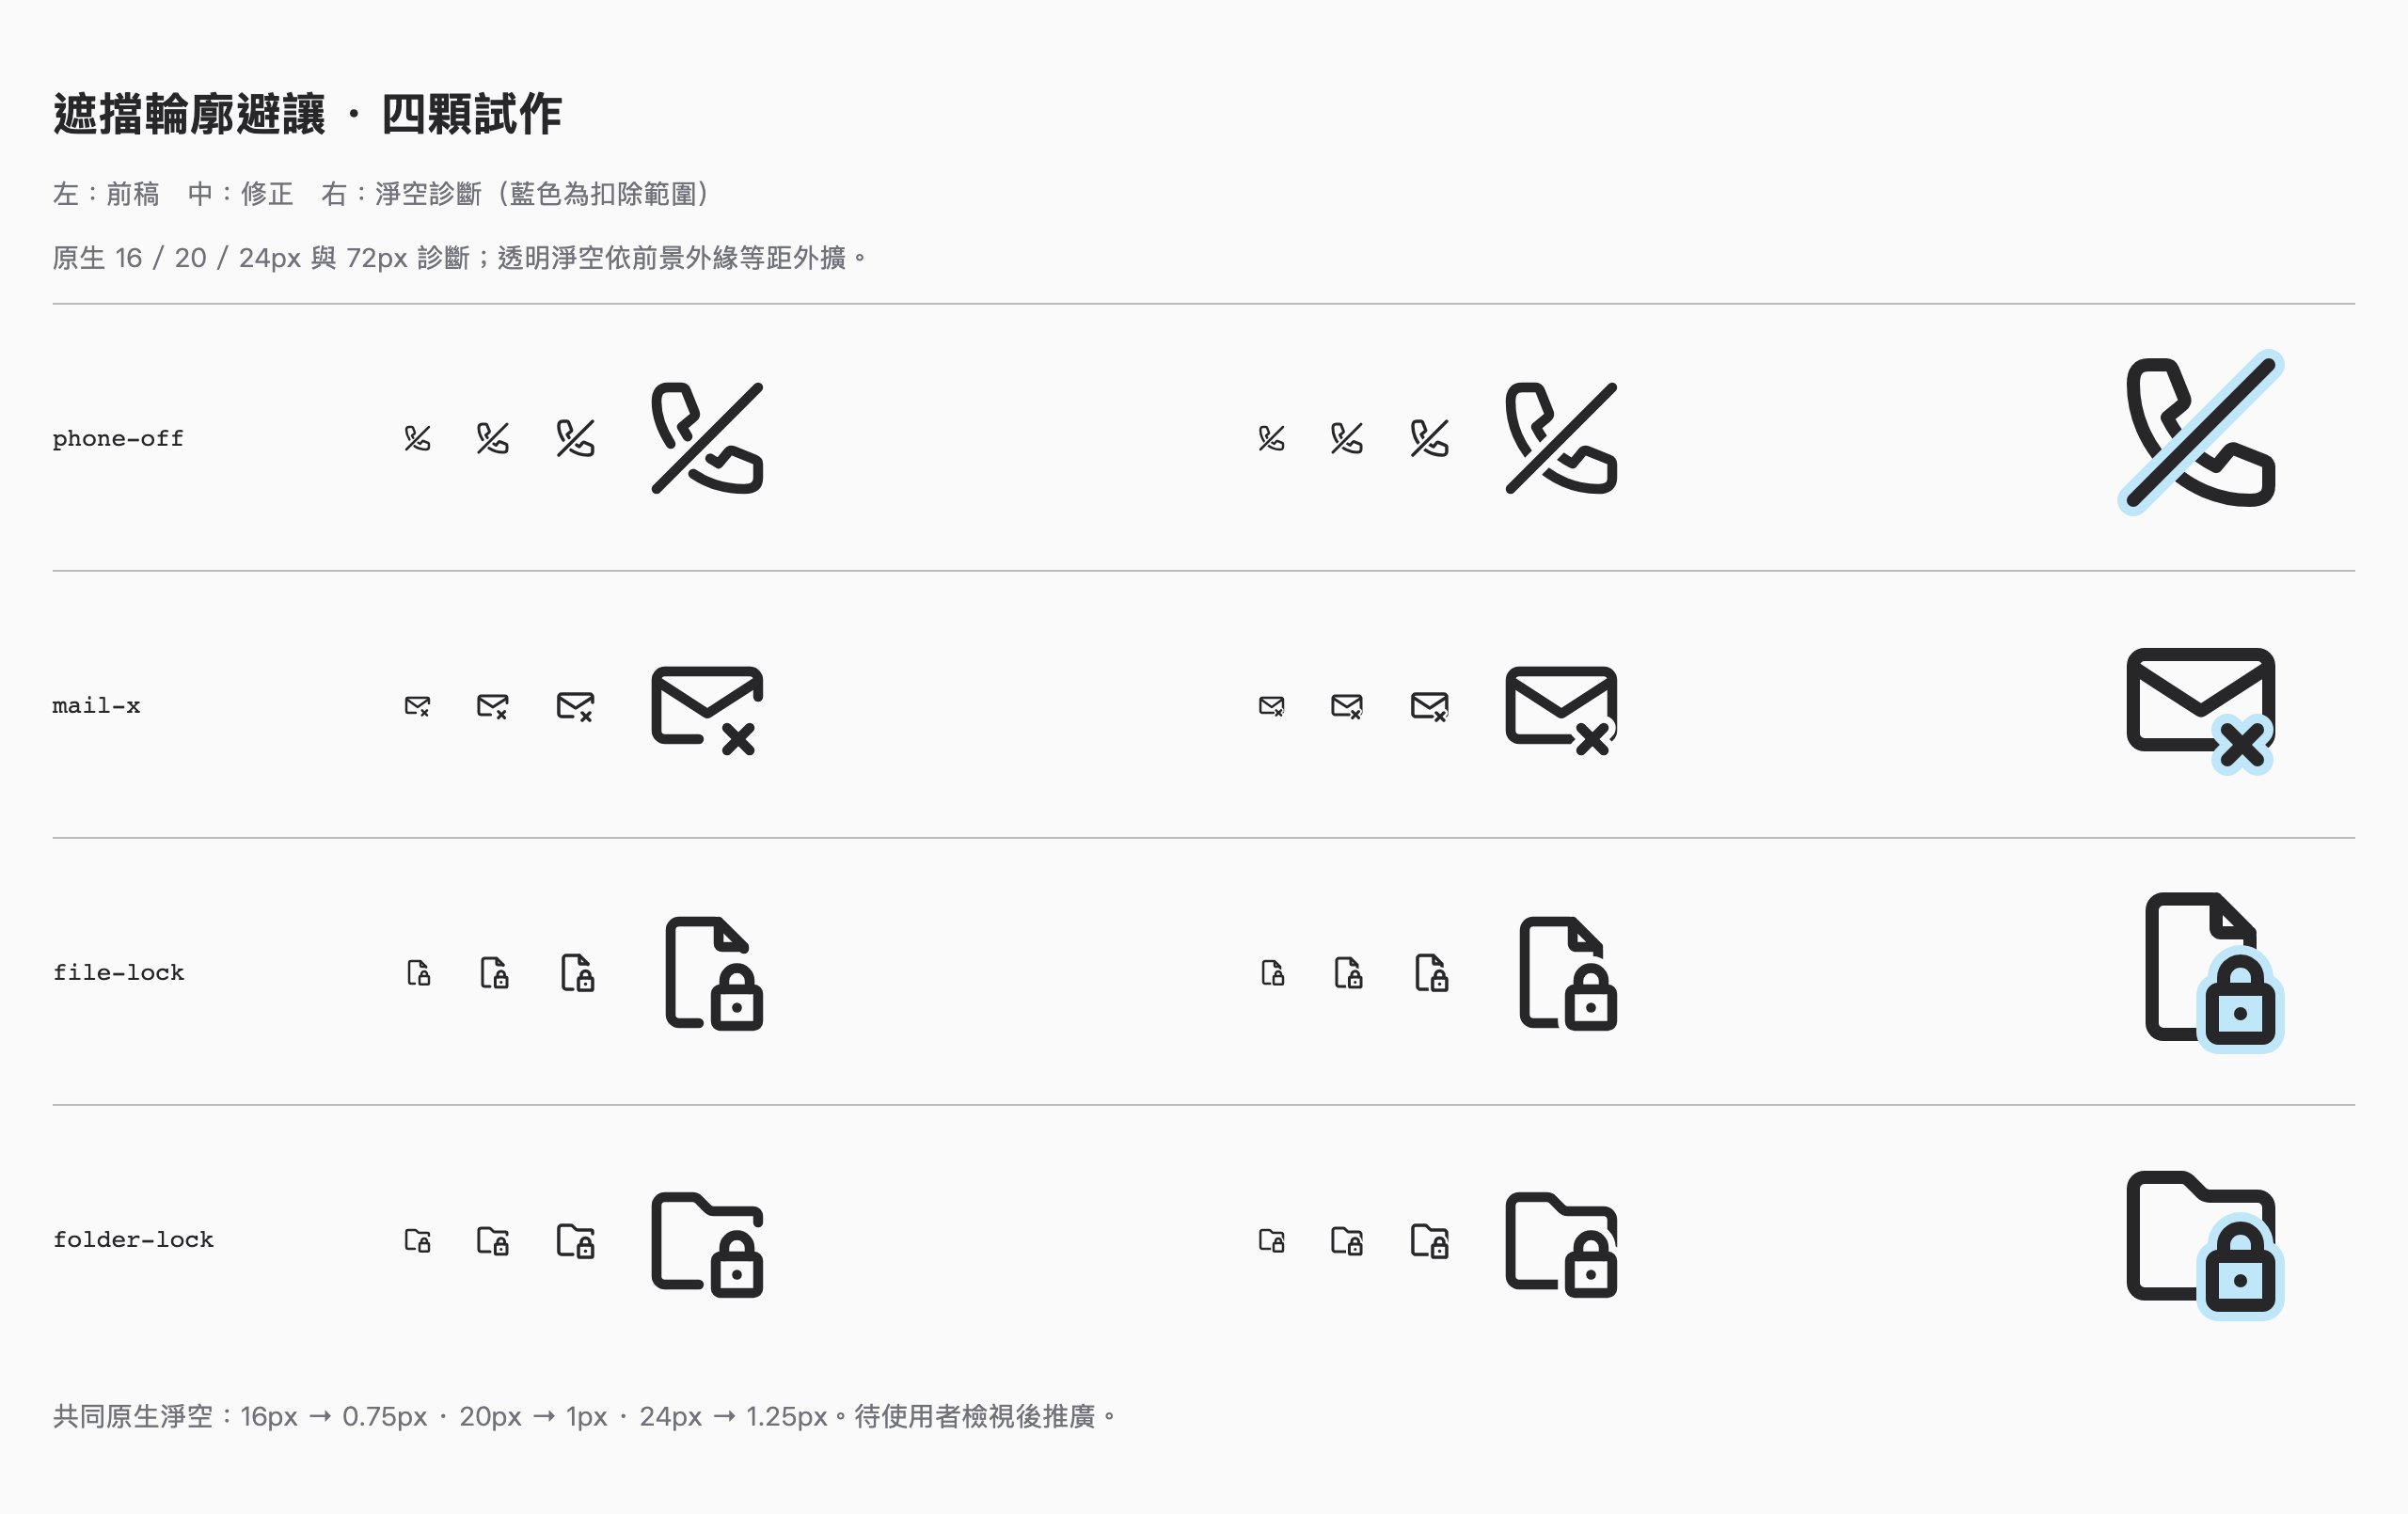 遮擋輪廓避讓 · 四顆試作
左：前稿　中：修正　右：淨空診斷（藍色為扣除範圍）
原生 16 / 20 / 24px 與 72px 診斷；透明淨空依前景外緣等距外擴。
phone-off
mail-x
file-lock
folder-lock
共同原生淨空：16px → 0.75px · 20px → 1px · 24px → 1.25px。待使用者檢視後推廣。